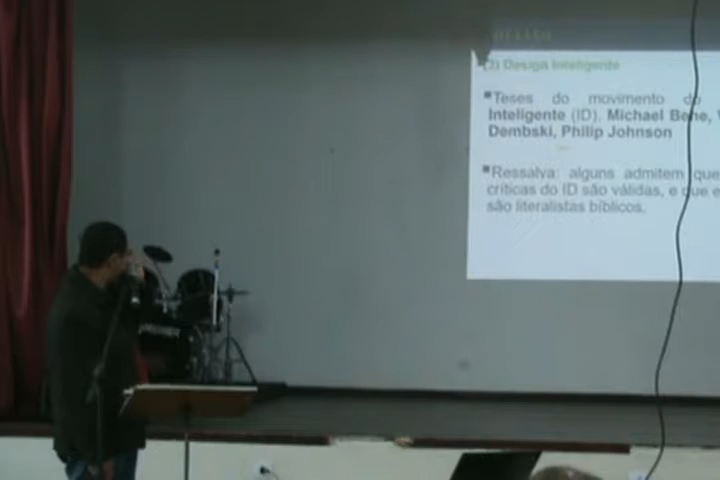 (3) Design Inteligente
Teses do movimento do
Inteligente (ID). Michael Behe,
Dembski, Philip Johnson
Ressalva: alguns admitem que
críticas do ID são válidas, e que
são literalistas bíblicos.